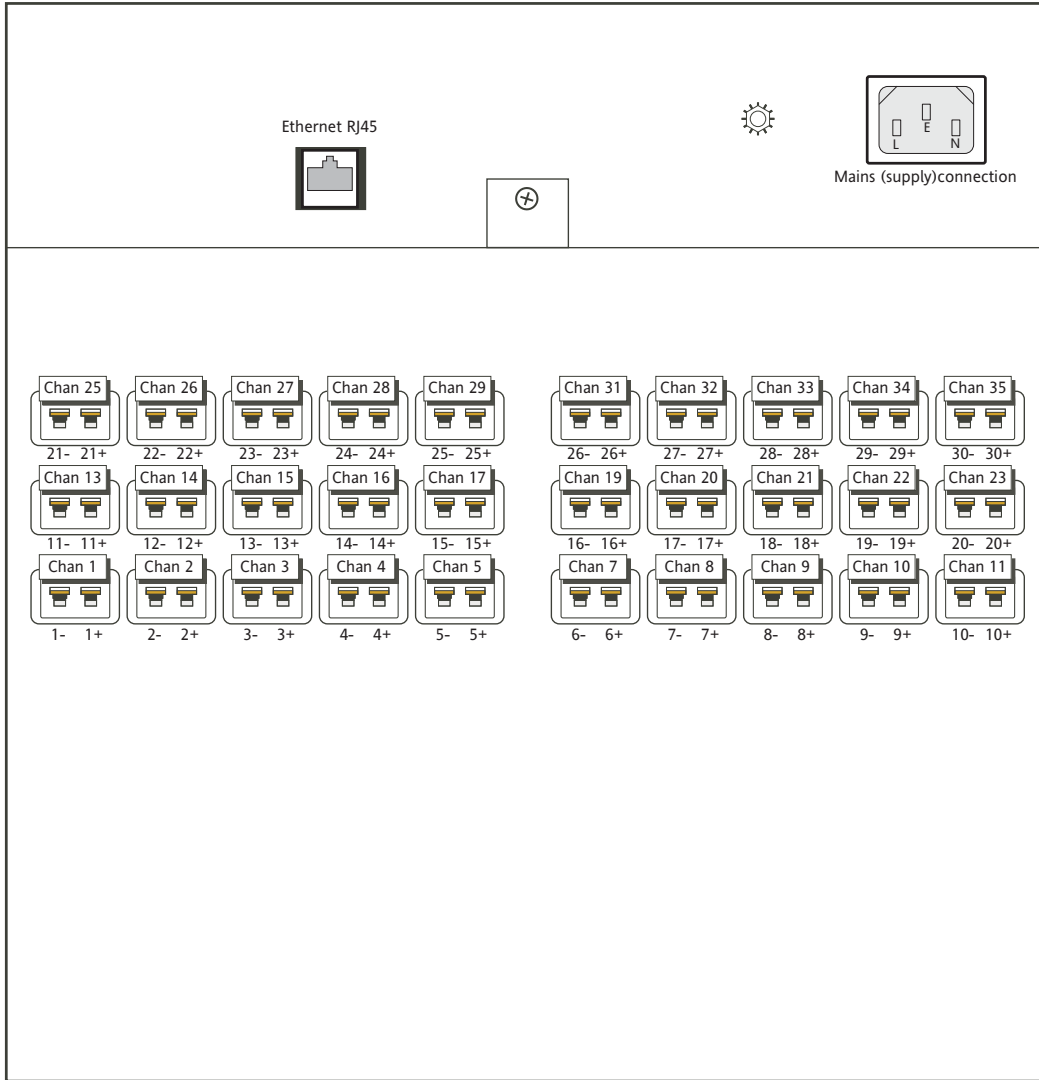 Ethernet RJ45
L E N
Mains (supply)connection
Chan 25 Chan 26 Chan 27 Chan 28 Chan 29 Chan 31 Chan 32 Chan 33 Chan 34 Chan 35
21- 21+ 22- 22+ 23- 23+ 24- 24+ 25- 25+ 26- 26+ 27- 27+ 28- 28+ 29- 29+ 30- 30+
Chan 13 Chan 14 Chan 15 Chan 16 Chan 17 Chan 19 Chan 20 Chan 21 Chan 22 Chan 23
11- 11+ 12- 12+ 13- 13+ 14- 14+ 15- 15+ 16- 16+ 17- 17+ 18- 18+ 19- 19+ 20- 20+
Chan 1 Chan 2 Chan 3 Chan 4 Chan 5 Chan 7 Chan 8 Chan 9 Chan 10 Chan 11
1- 1+ 2- 2+ 3- 3+ 4- 4+ 5- 5+ 6- 6+ 7- 7+ 8- 8+ 9- 9+ 10- 10+